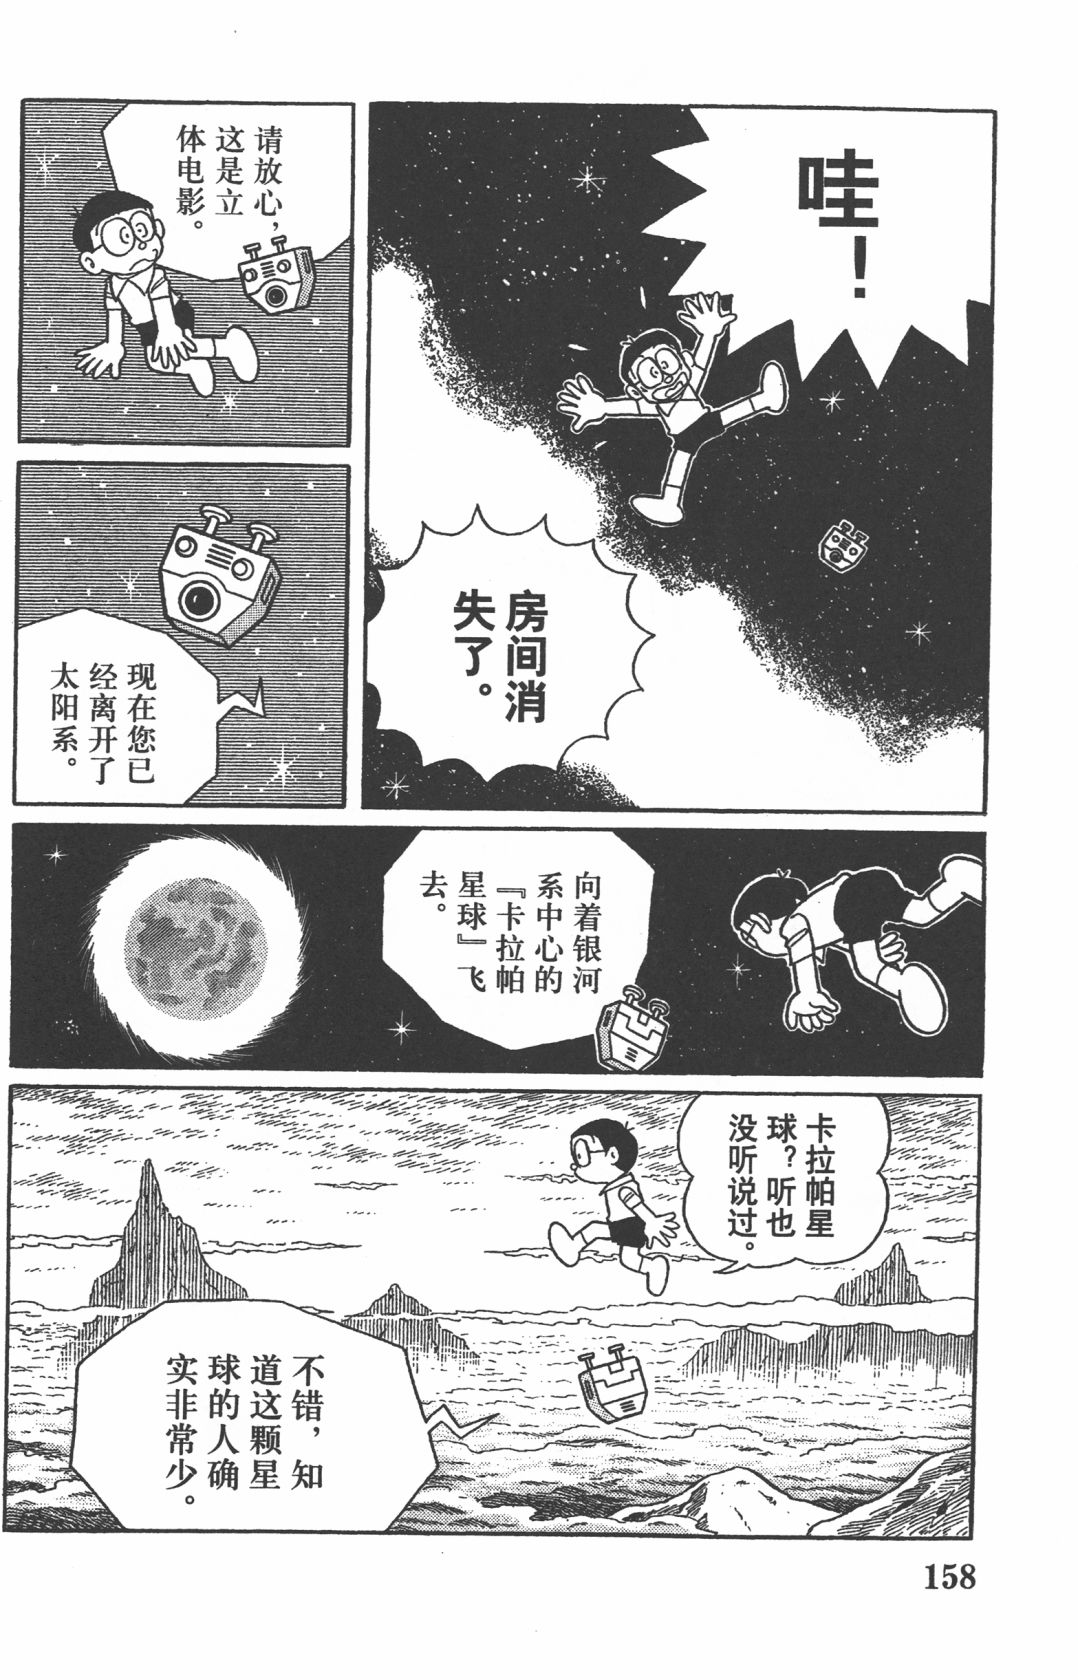 哇！
房间消
失了。
请放心，
这是立
体电影。
现在您已
经离开了
太阳系。
向着银河
系中心的
『卡拉帕
星球』飞
去。
卡拉帕星
球？听也
没听说过。
不错，知
道这颗星
球的人确
实非常少。
158